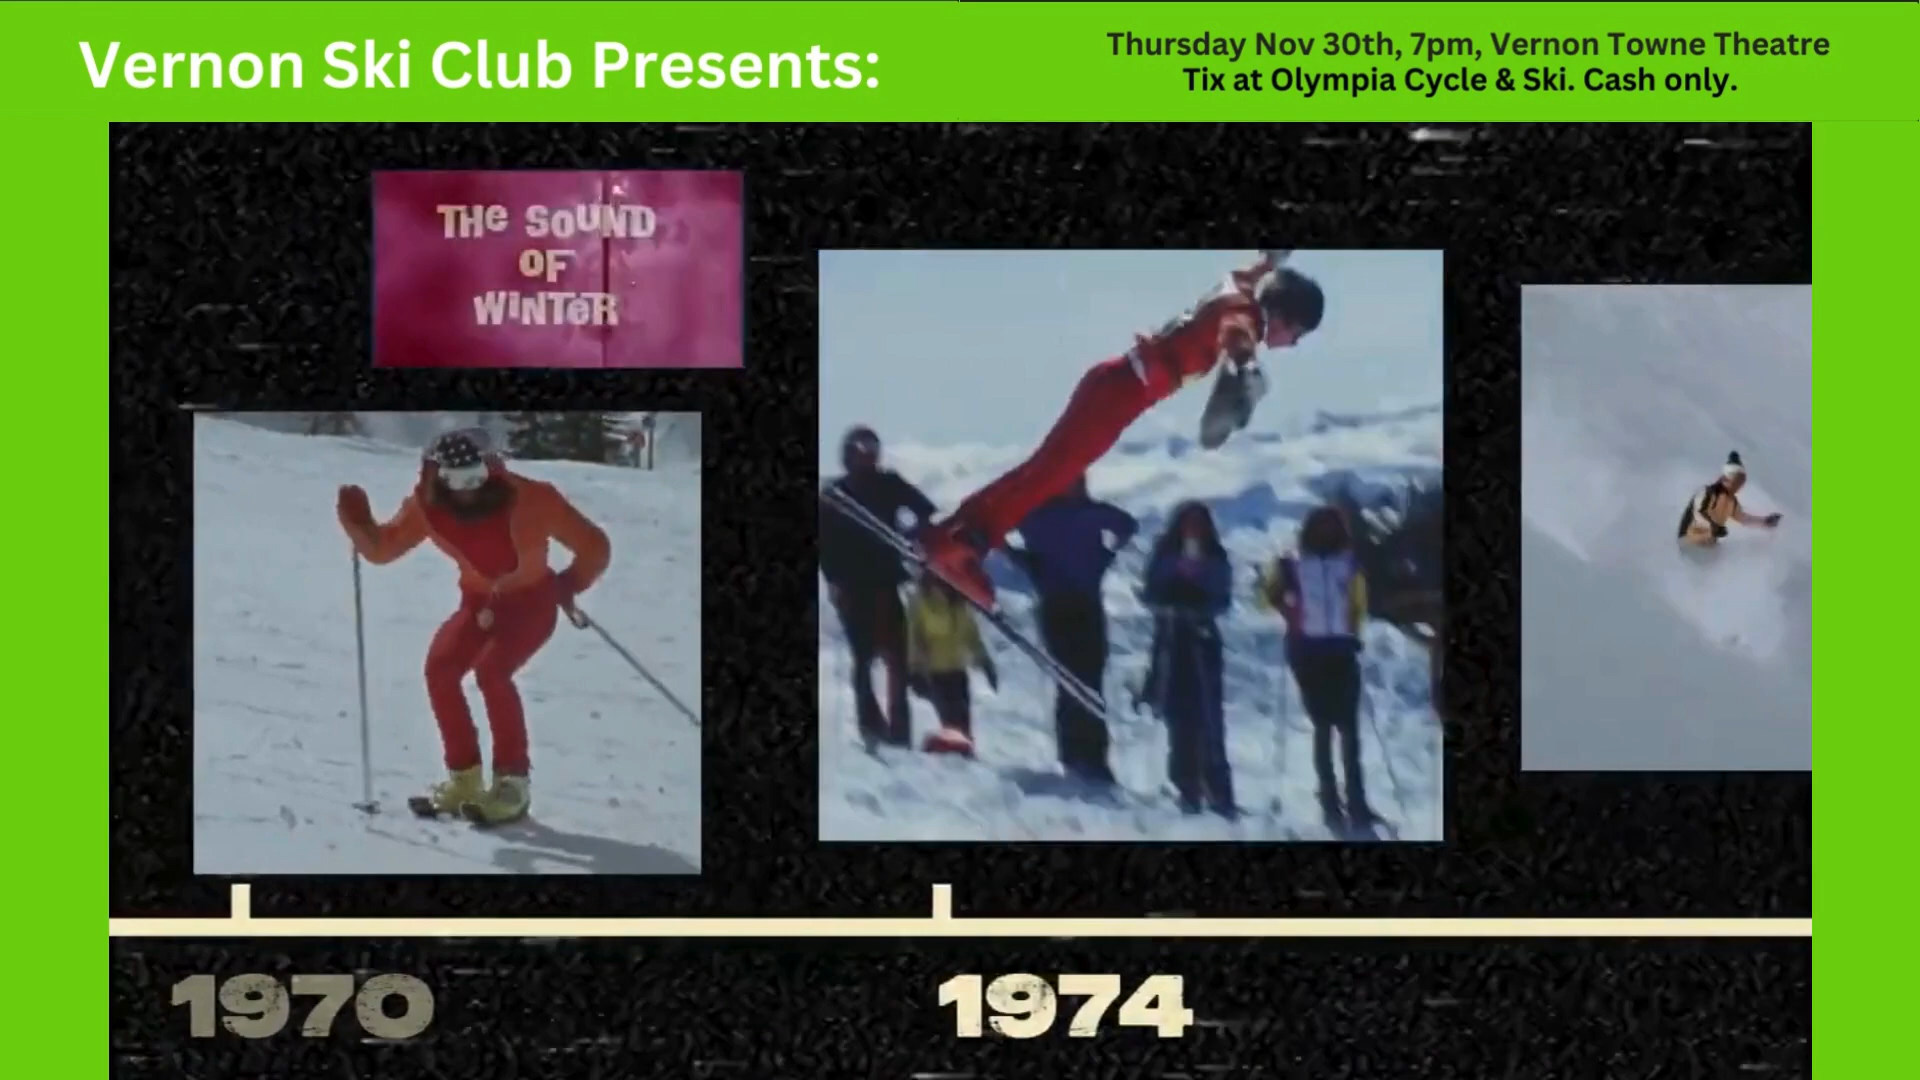 Vernon Ski Club Presents:
Thursday Nov 30th, 7pm, Vernon Towne Theatre
Tix at Olympia Cycle & Ski. Cash only.
THe SoUND
OF
WiNTeR
1970
1974